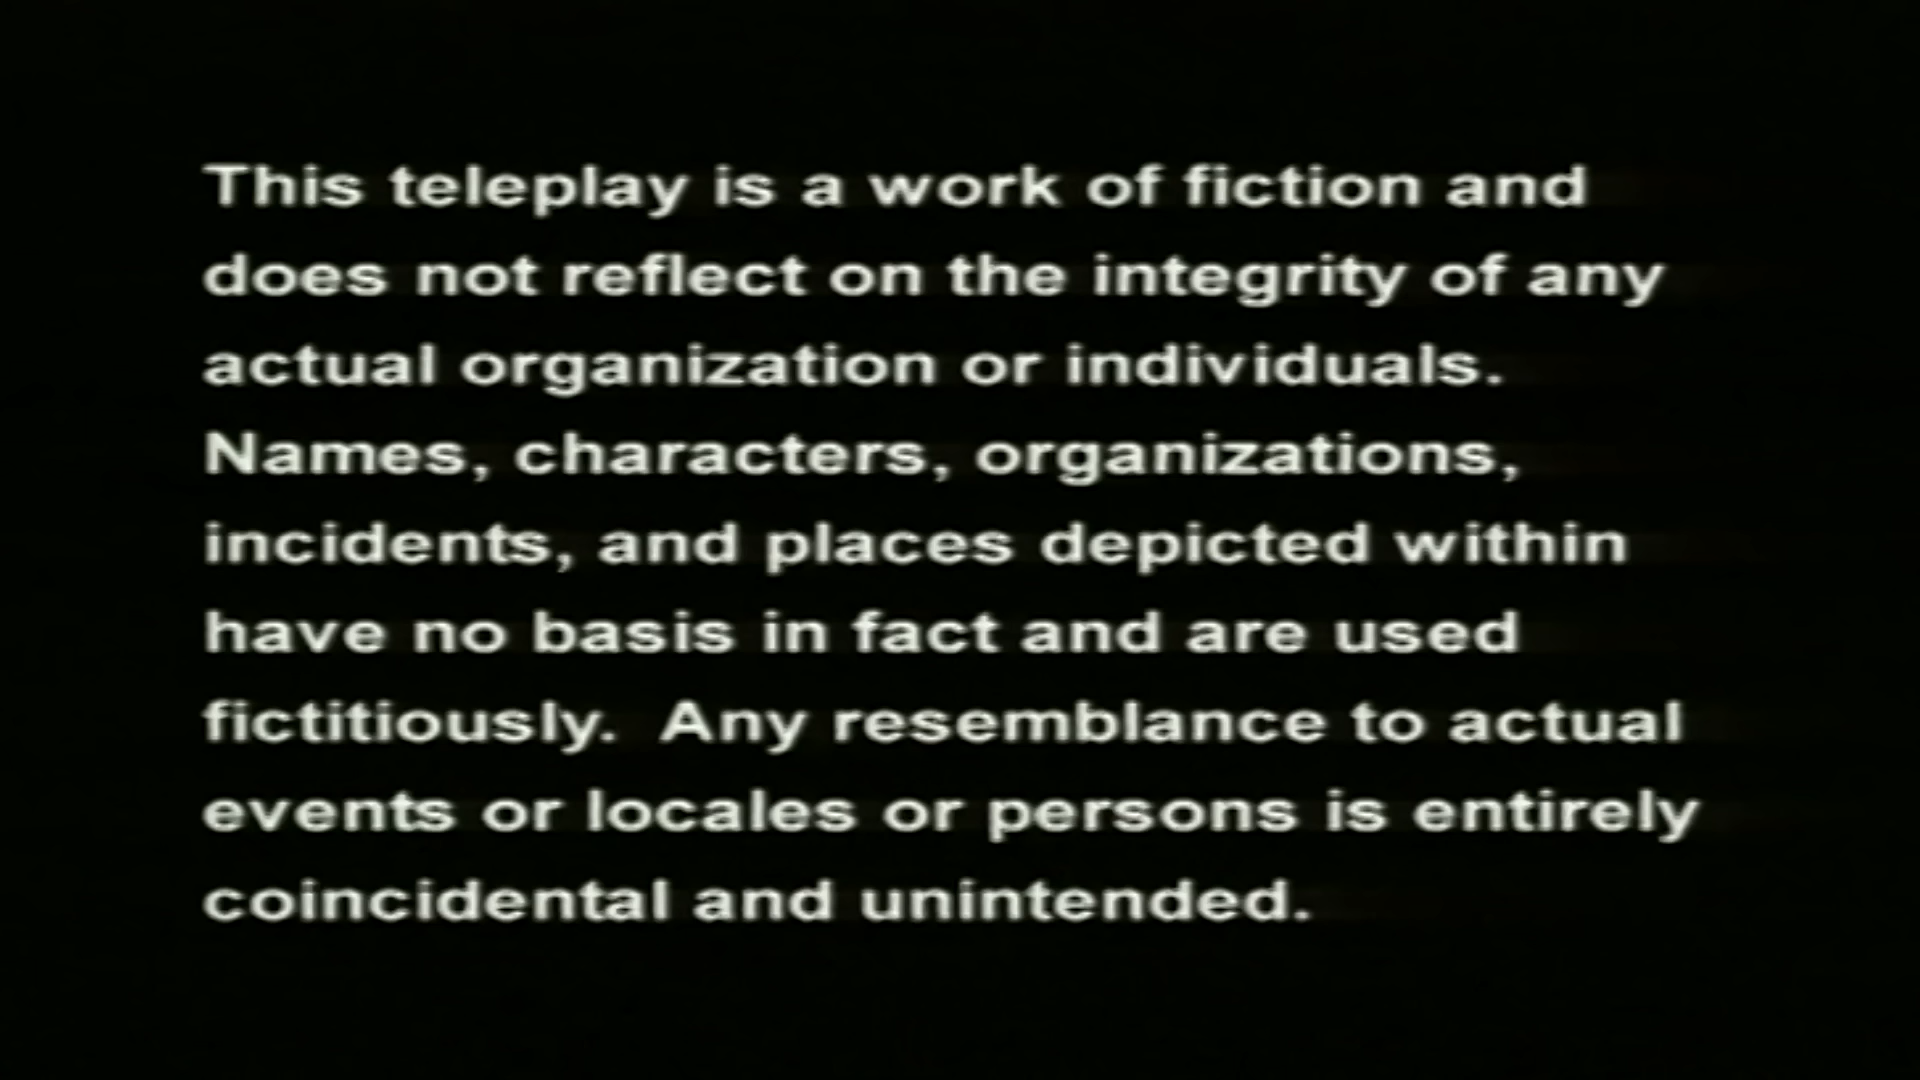 This teleplay is a work of fiction and
does not reflect on the integrity of any
actual organization or individuals.
Names, characters, organizations,
incidents, and places depicted within
have no basis in fact and are used
fictitiously.  Any resemblance to actual
events or locales or persons is entirely
coincidental and unintended.